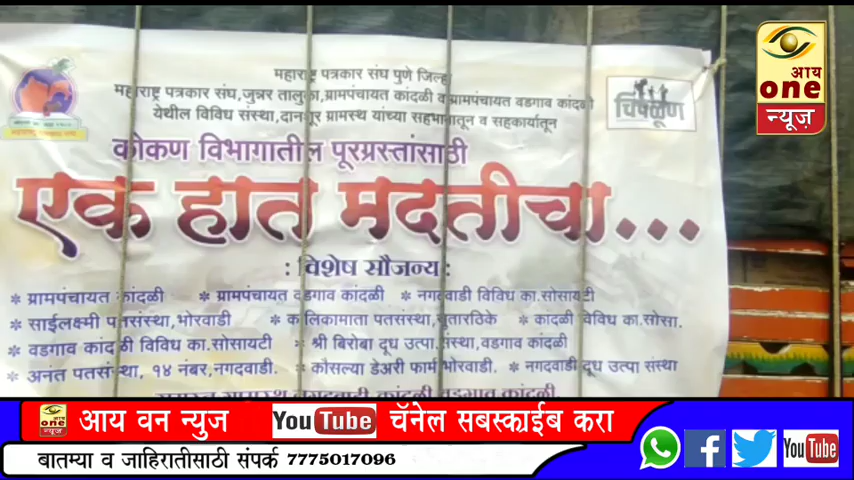 महाराष्ट्र पत्रकार संघ पुणे जिल्हा
महाराष्ट्र पत्रकार संघ,जुन्नर तालुका,ग्रामपंचायत कांदळी व ग्रामपंचायत वडगाव कांदळी
येथील विविध संस्था,दानशूर ग्रामस्थ यांच्या सहभागातून व सहकार्यातून
चिपळूण
आय
one
न्यूज़
कोकण विभागातील पूरग्रस्तांसाठी
एक हात मदतीचा...
: विशेष सौजन्य :
* ग्रामपंचायत कांदळी * ग्रामपंचायत वडगाव कांदळी * नगदवाडी विविध का.सोसायटी
* साईलक्ष्मी पतसंस्था,भोरवाडी * कालिकामाता पतसंस्था,सुतारठिके * कांदळी विविध का.सोसा.
* वडगाव कांदळी विविध का.सोसायटी * श्री बिरोबा दूध उत्पा.संस्था,वडगाव कांदळी
* अनंत पतसंस्था, १४ नंबर,नगदवाडी. * कौसल्या डेअरी फार्म भोरवाडी. * नगदवाडी दूध उत्पा संस्था
आय one न्यूज़ आय वन न्युज YouTube चॅनेल सबस्क्राईब करा
बातम्या व जाहिरातीसाठी संपर्क 7775017096
YouTube